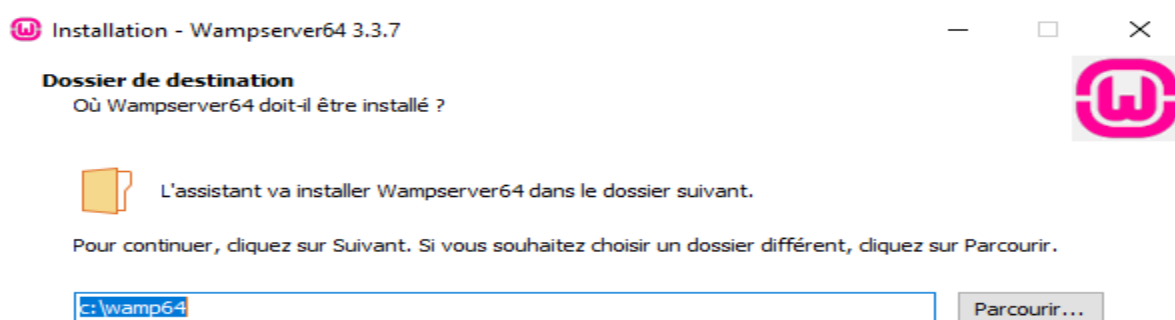 Installation - Wampserver64 3.3.7
Dossier de destination
Où Wampserver64 doit-il être installé ?
L'assistant va installer Wampserver64 dans le dossier suivant.
Pour continuer, cliquez sur Suivant. Si vous souhaitez choisir un dossier différent, cliquez sur Parcourir.
c:\wamp64
Parcourir...